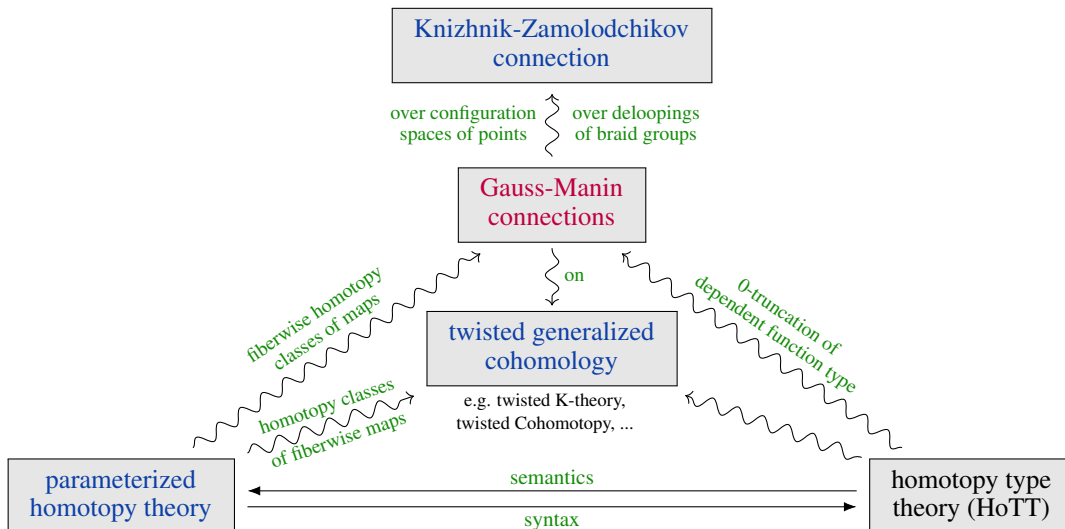 Knizhnik-Zamolodchikov
connection
over configuration
spaces of points
over deloopings
of braid groups
Gauss-Manin
connections
on
fiberwise homotopy
classes of maps
0-truncation of
dependent function type
twisted generalized
cohomology
e.g. twisted K-theory,
twisted Cohomotopy, ...
homotopy classes
of fiberwise maps
parameterized
homotopy theory
semantics
syntax
homotopy type
theory (HoTT)